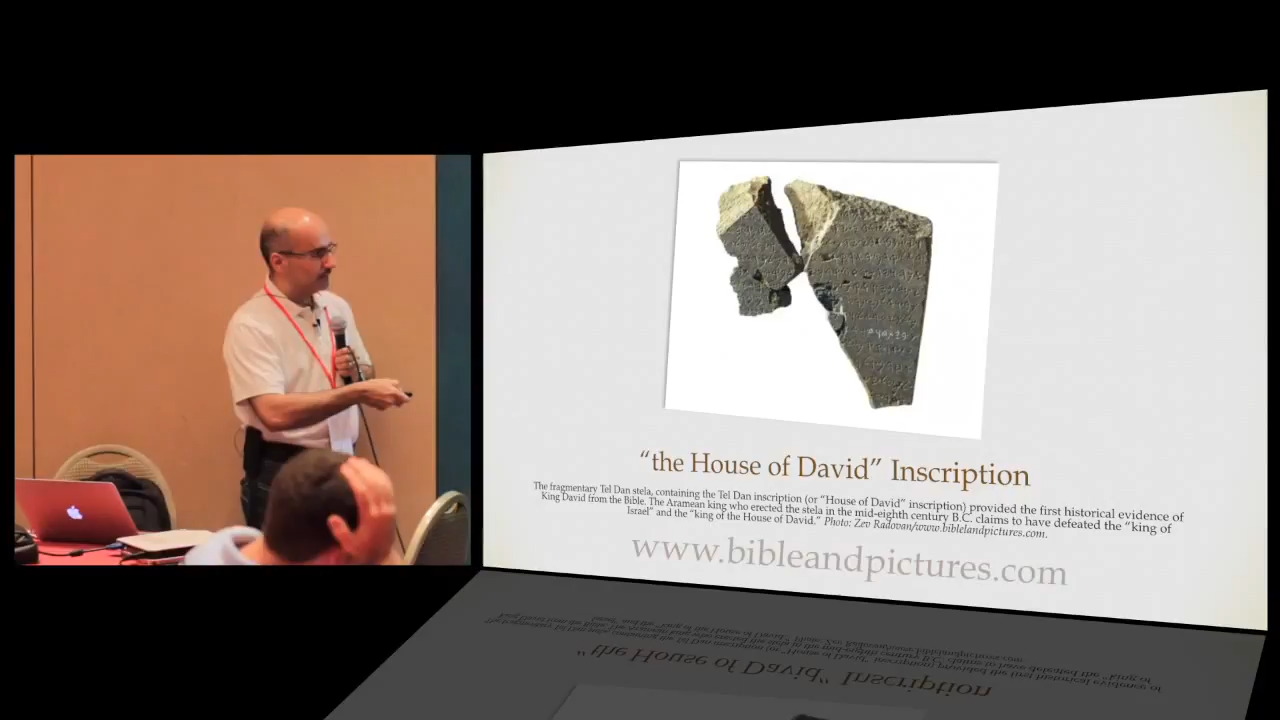 “the House of David” Inscription
The fragmentary Tel Dan stela, containing the Tel Dan inscription (or “House of David” inscription) provided the first historical evidence of
King David from the Bible. The Aramean king who erected the stela in the mid-eighth century B.C. claims to have defeated the “king of
Israel” and the “king of the House of David.” Photo: Zev Radovan/www.biblelandpictures.com.
www.bibleandpictures.com